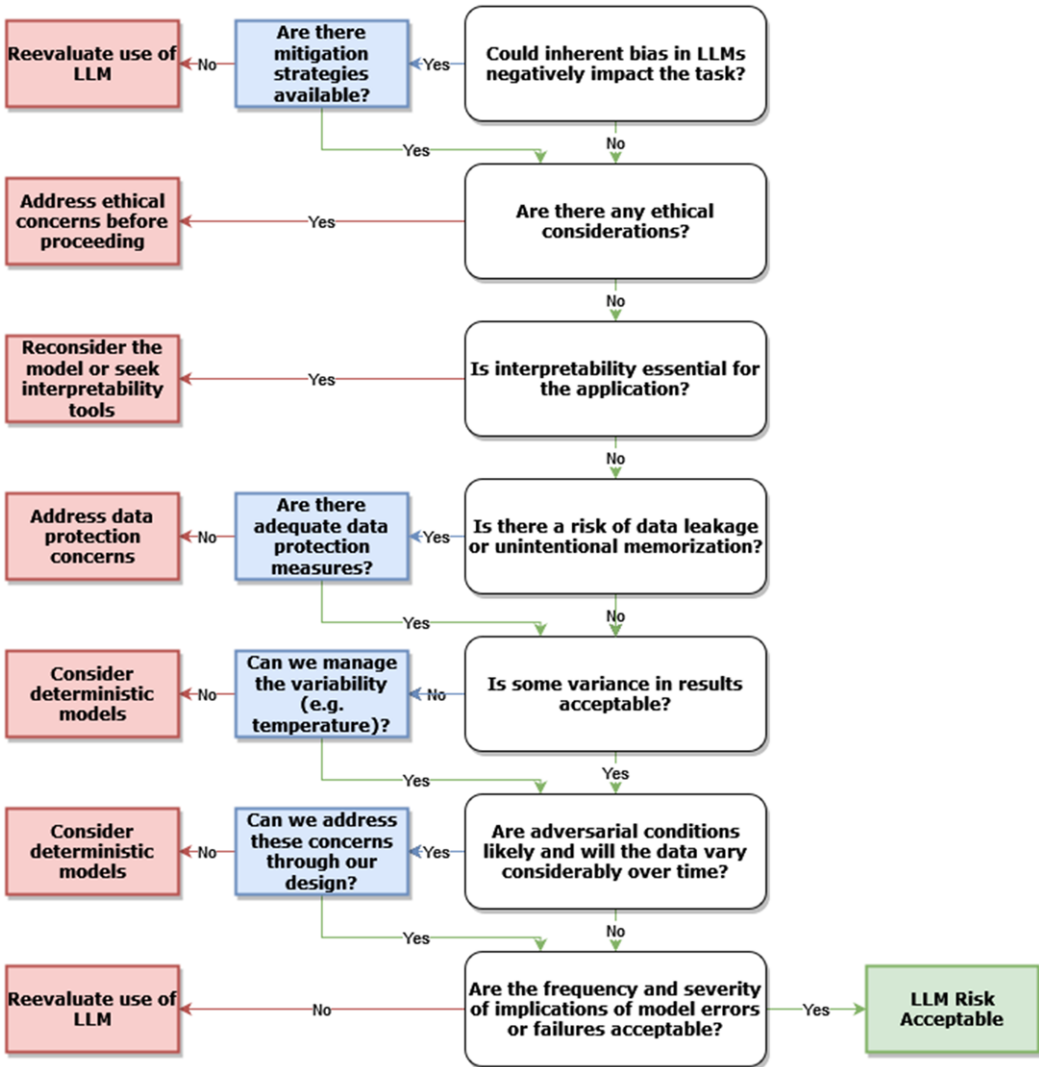 Reevaluate use of
LLM
No
Are there
mitigation
strategies
available?
Yes
Could inherent bias in LLMs
negatively impact the task?
Yes
No
Address ethical
concerns before
proceeding
Yes
Are there any ethical
considerations?
No
Reconsider the
model or seek
interpretability
tools
Yes
Is interpretability essential for
the application?
No
Address data
protection
concerns
No
Are there
adequate data
protection
measures?
Yes
Is there a risk of data leakage
or unintentional memorization?
Yes
No
Consider
deterministic
models
No
Can we manage
the variability
(e.g.
temperature)?
No
Is some variance in results
acceptable?
Yes
Yes
Consider
deterministic
models
No
Can we address
these concerns
through our
design?
Yes
Are adversarial conditions
likely and will the data vary
considerably over time?
Yes
No
Reevaluate use of
LLM
No
Are the frequency and severity
of implications of model errors
or failures acceptable?
Yes
LLM Risk
Acceptable